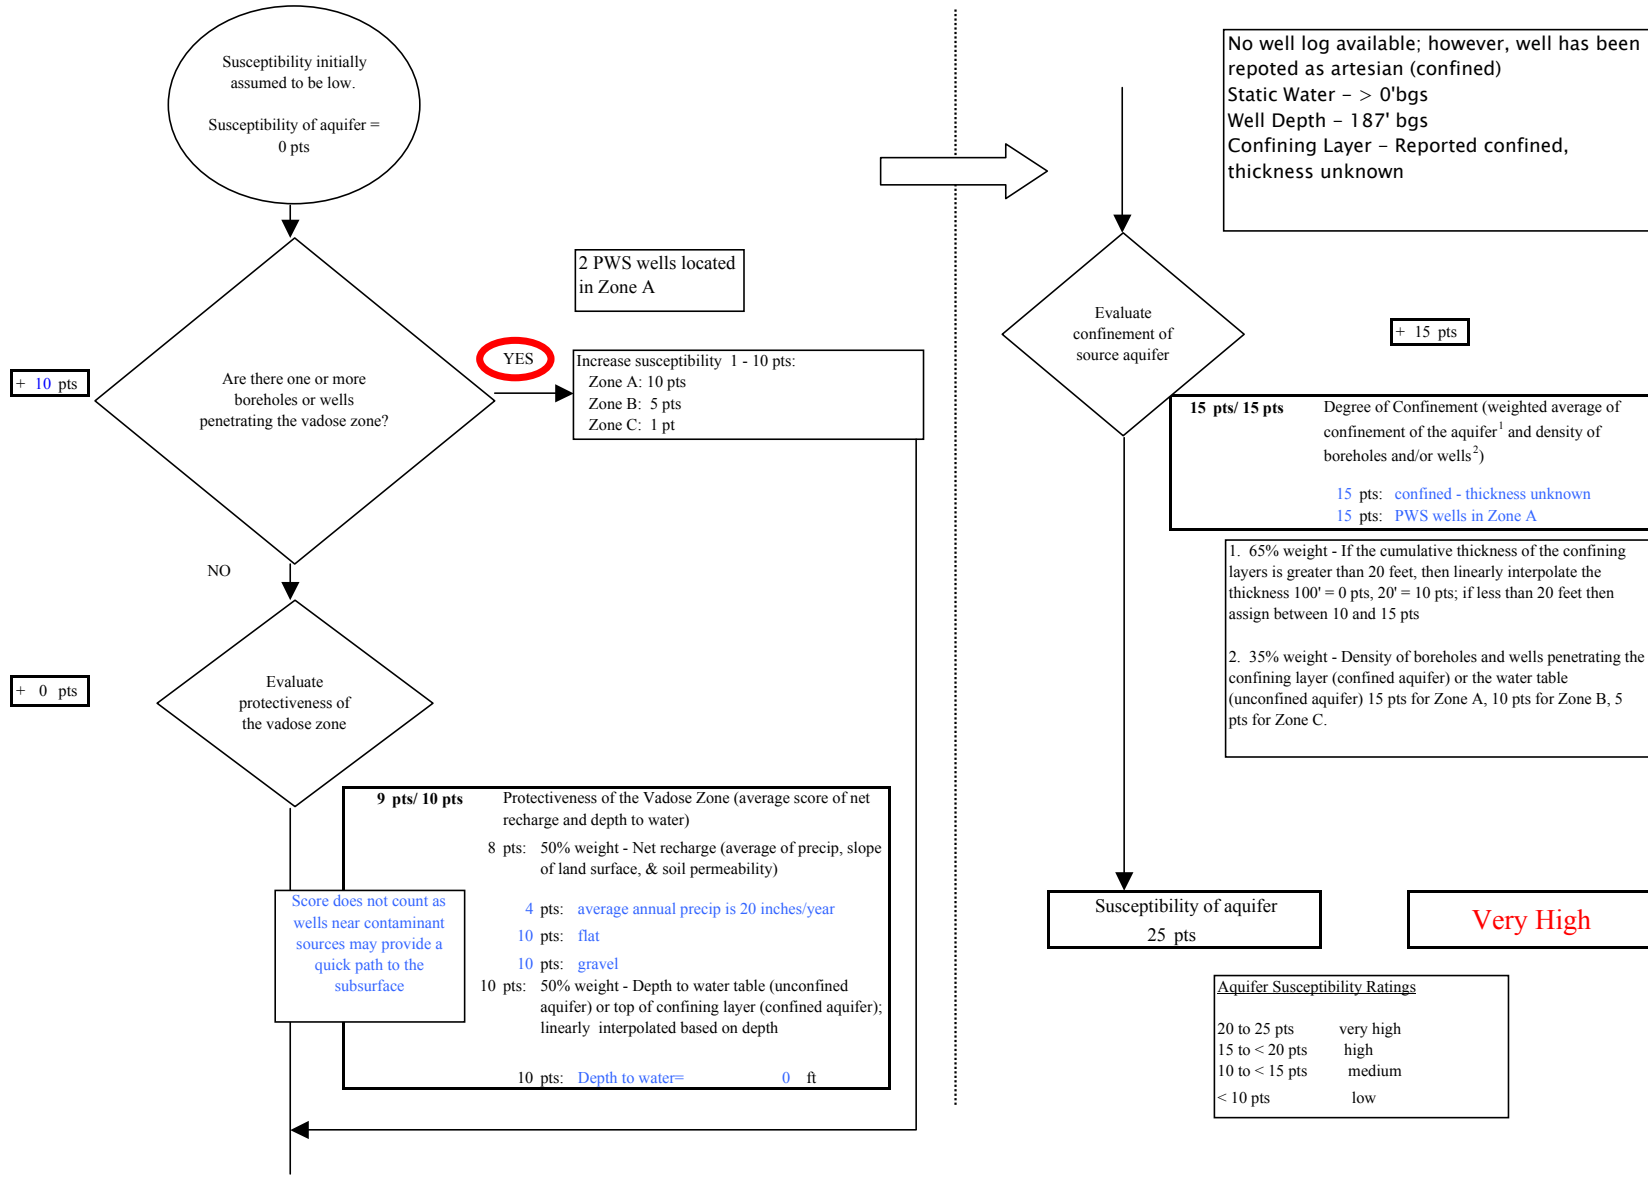 Susceptibility initially
assumed to be low.
Susceptibility of aquifer =
0 pts
2 PWS wells located
in Zone A
YES
Increase susceptibility 1 - 10 pts:
Zone A: 10 pts
Zone B: 5 pts
Zone C: 1 pt
+ 10 pts
Are there one or more
boreholes or wells
penetrating the vadose zone?
NO
+ 0 pts
Evaluate
protectiveness of
the vadose zone
9 pts/ 10 pts Protectiveness of the Vadose Zone (average score of net
recharge and depth to water)
8 pts: 50% weight - Net recharge (average of precip, slope
of land surface, & soil permeability)
4 pts: average annual precip is 20 inches/year
10 pts: flat
10 pts: gravel
10 pts: 50% weight - Depth to water table (unconfined
aquifer) or top of confining layer (confined aquifer);
linearly interpolated based on depth
10 pts: Depth to water= 0 ft
Score does not count as
wells near contaminant
sources may provide a
quick path to the
subsurface
No well log available; however, well has been
repoted as artesian (confined)
Static Water - > 0'bgs
Well Depth - 187' bgs
Confining Layer - Reported confined,
thickness unknown
Evaluate
confinement of
source aquifer
+ 15 pts
15 pts/ 15 pts Degree of Confinement (weighted average of
confinement of the aquifer1 and density of
boreholes and/or wells2)
15 pts: confined - thickness unknown
15 pts: PWS wells in Zone A
1. 65% weight - If the cumulative thickness of the confining
layers is greater than 20 feet, then linearly interpolate the
thickness 100' = 0 pts, 20' = 10 pts; if less than 20 feet then
assign between 10 and 15 pts
2. 35% weight - Density of boreholes and wells penetrating the
confining layer (confined aquifer) or the water table
(unconfined aquifer) 15 pts for Zone A, 10 pts for Zone B, 5
pts for Zone C.
Susceptibility of aquifer
25 pts
Very High
Aquifer Susceptibility Ratings
20 to 25 pts very high
15 to < 20 pts high
10 to < 15 pts medium
< 10 pts low